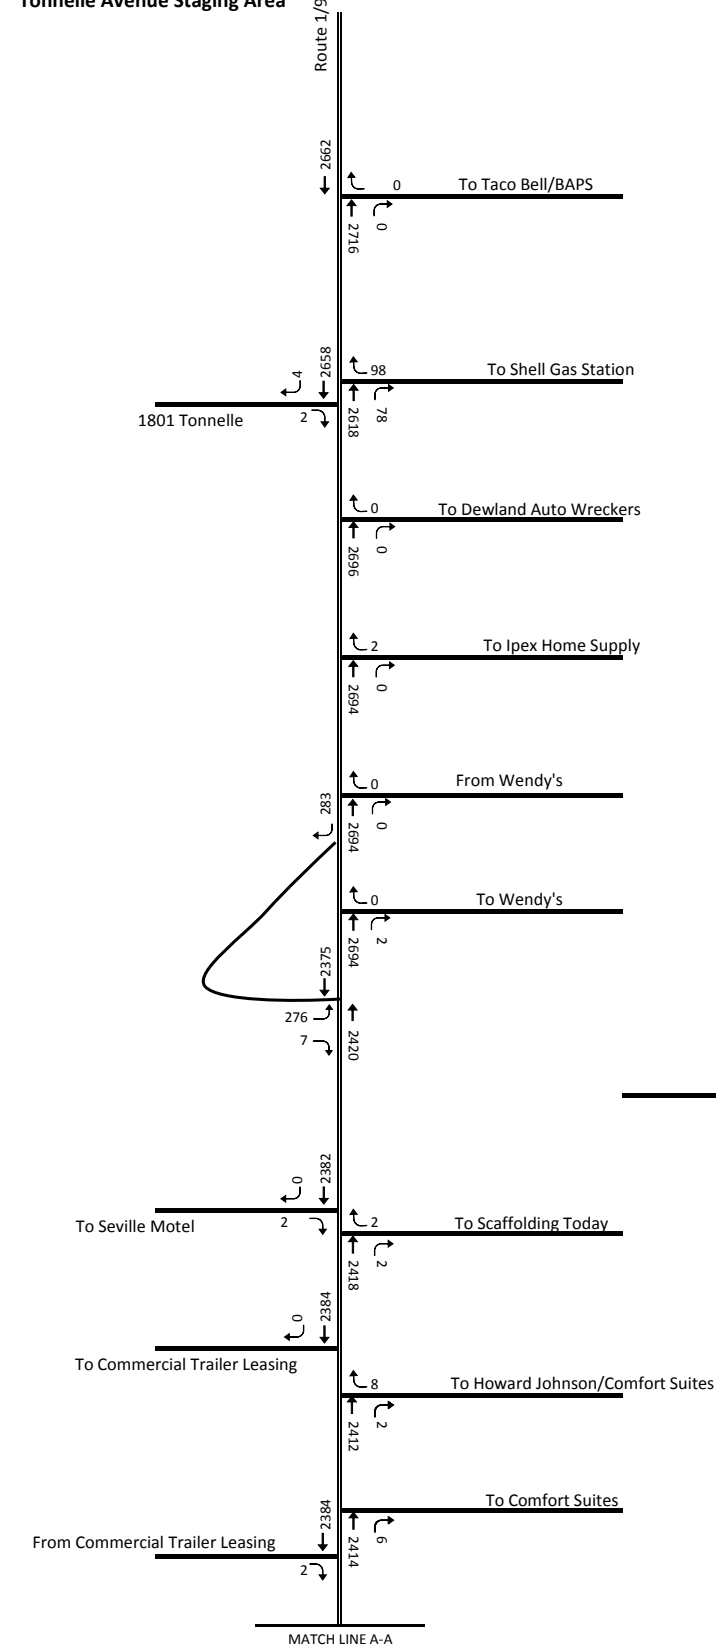 Tonnelle Avenue Staging Area
Route 1/9
2662
0 To Taco Bell/BAPS
2716
0
4
2658
98 To Shell Gas Station
1801 Tonnelle
2
2618
78
0 To Dewland Auto Wreckers
2696
0
2 To Ipex Home Supply
2694
0
0 From Wendy's
283
2694
0
0 To Wendy's
2694
2
2375
276
7
2420
0
2382
To Seville Motel
2
2 To Scaffolding Today
2418
2
0
2384
To Commercial Trailer Leasing
8 To Howard Johnson/Comfort Suites
2412
2
To Comfort Suites
2384
2414
6
From Commercial Trailer Leasing
2
MATCH LINE A-A